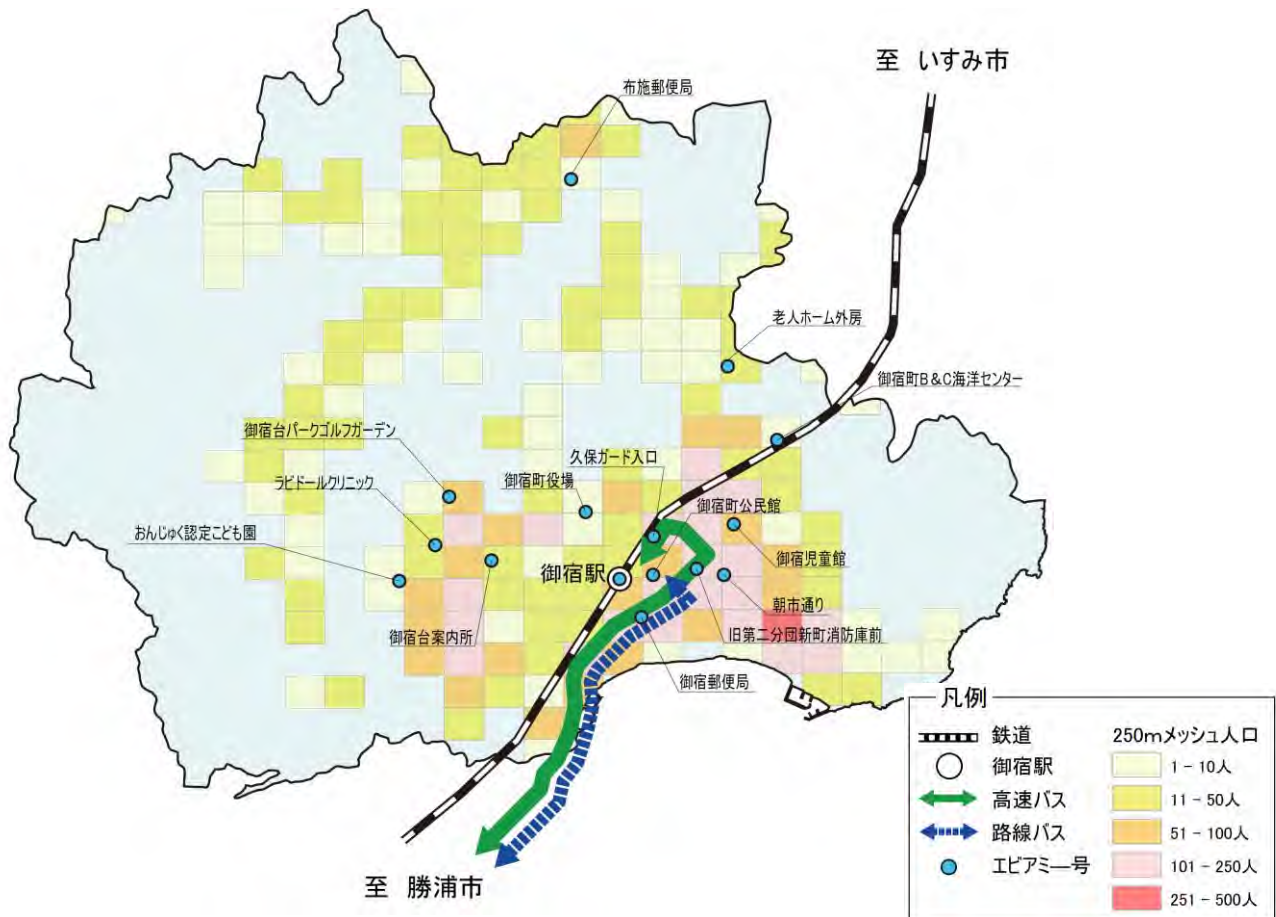 至 いすみ市
布施郵便局
老人ホーム外房
御宿町B＆C海洋センター
御宿台パークゴルフガーデン
久保ガード入口
ラビドールクリニック
御宿町役場
御宿町公民館
おんじゅく認定こども園
御宿駅
御宿児童館
朝市通り
御宿台案内所
旧第二分団新町消防庫前
御宿郵便局
至 勝浦市
凡例
鉄道
御宿駅
高速バス
路線バス
エビアミー号
250mメッシュ人口
1 - 10人
11 - 50人
51 - 100人
101 - 250人
251 - 500人